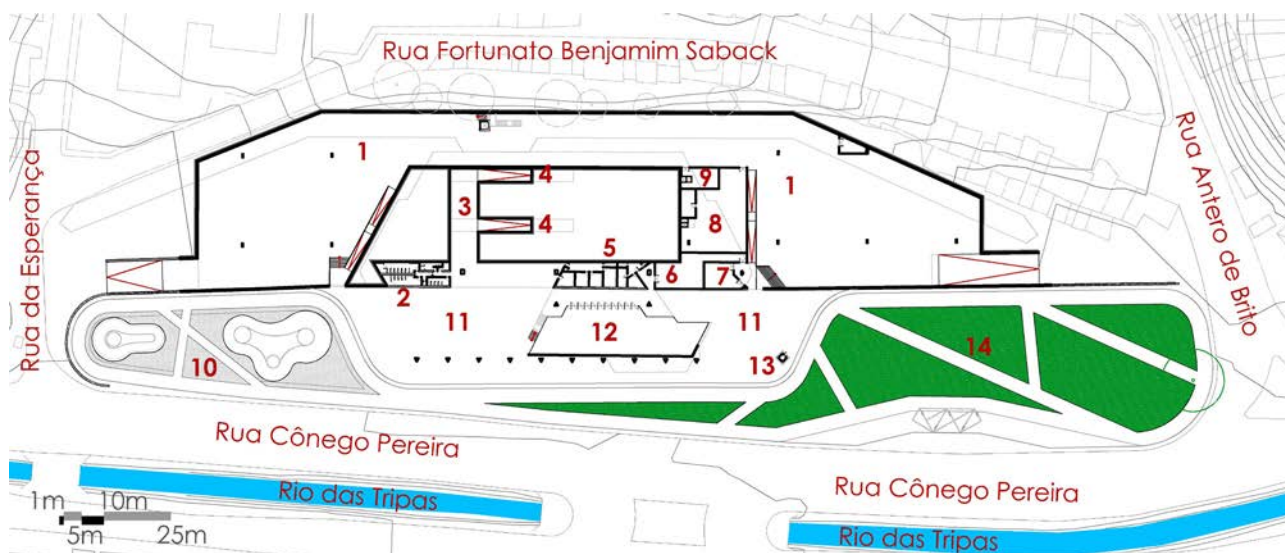 Rua Fortunato Benjamim Saback
Rua da Esperança
Rua Antero de Brito
1
4
3
4
9
1
8
5
6
7
2
11
11
12
13
14
10
Rua Cônego Pereira
Rio das Tripas
Rua Cônego Pereira
Rio das Tripas
1m 10m
5m 25m